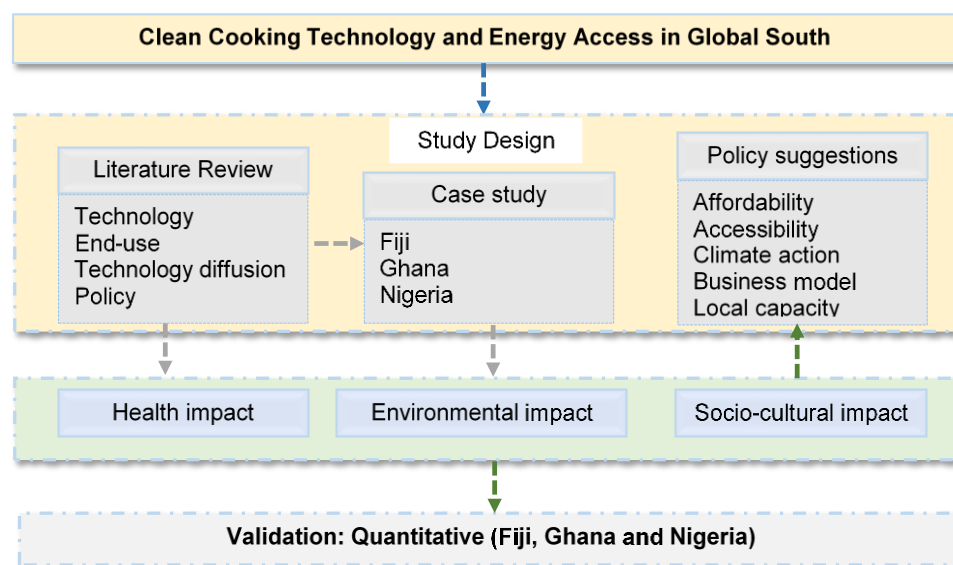 Clean Cooking Technology and Energy Access in Global South
Study Design
Literature Review
Technology
End-use
Technology diffusion
Policy
Case study
Fiji
Ghana
Nigeria
Policy suggestions
Affordability
Accessibility
Climate action
Business model
Local capacity
Health impact
Environmental impact
Socio-cultural impact
Validation: Quantitative (Fiji, Ghana and Nigeria)